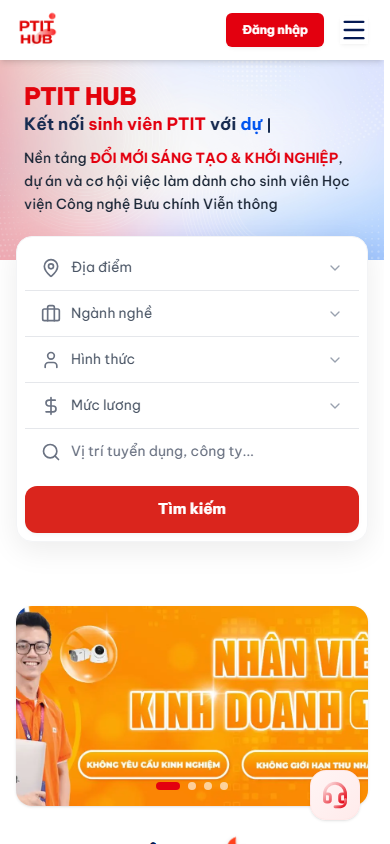 PTIT
HUB
Đăng nhập
PTIT HUB
Kết nối sinh viên PTIT với dự |
Nền tảng ĐỔI MỚI SÁNG TẠO & KHỞI NGHIỆP,
dự án và cơ hội việc làm dành cho sinh viên Học
viện Công nghệ Bưu chính Viễn thông
Địa điểm
Ngành nghề
Hình thức
Mức lương
Vị trí tuyển dụng, công ty...
Tìm kiếm
NHÂN VIÊ
KINH DOANH
KHÔNG YÊU CẦU KINH NGHIỆM
KHÔNG GIỚI HẠN THU NHẬ